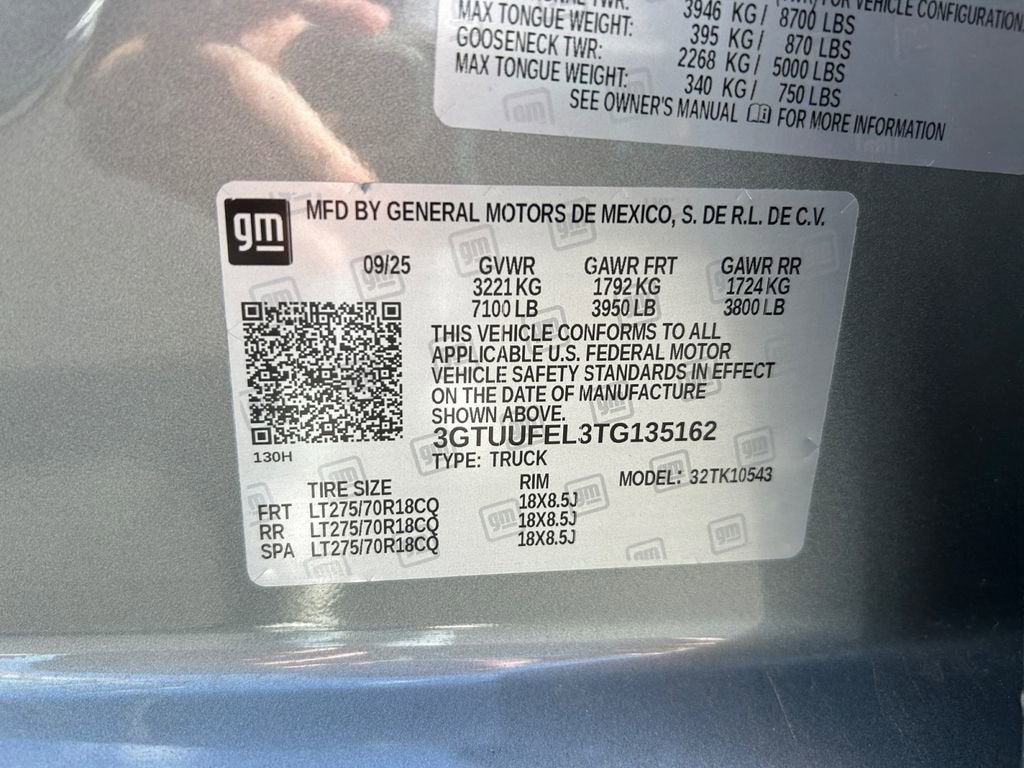 TWR: 3946 KG/ 8700 LBS
FOR VEHICLE CONFIGURATION.
MAX TONGUE WEIGHT: 395 KG/ 870 LBS
GOOSENECK TWR: 2268 KG/ 5000 LBS
MAX TONGUE WEIGHT: 340 KG/ 750 LBS
SEE OWNER'S MANUAL FOR MORE INFORMATION
gm MFD BY GENERAL MOTORS DE MEXICO, S. DE R.L. DE C.V.
09/25 GVWR GAWR FRT GAWR RR
3221 KG 1792 KG 1724 KG
7100 LB 3950 LB 3800 LB
THIS VEHICLE CONFORMS TO ALL
APPLICABLE U.S. FEDERAL MOTOR
VEHICLE SAFETY STANDARDS IN EFFECT
ON THE DATE OF MANUFACTURE
SHOWN ABOVE.
3GTUUFEL3TG135162
130H
TYPE: TRUCK MODEL: 32TK10543
TIRE SIZE RIM
FRT LT275/70R18CQ 18X8.5J
RR LT275/70R18CQ 18X8.5J
SPA LT275/70R18CQ 18X8.5J